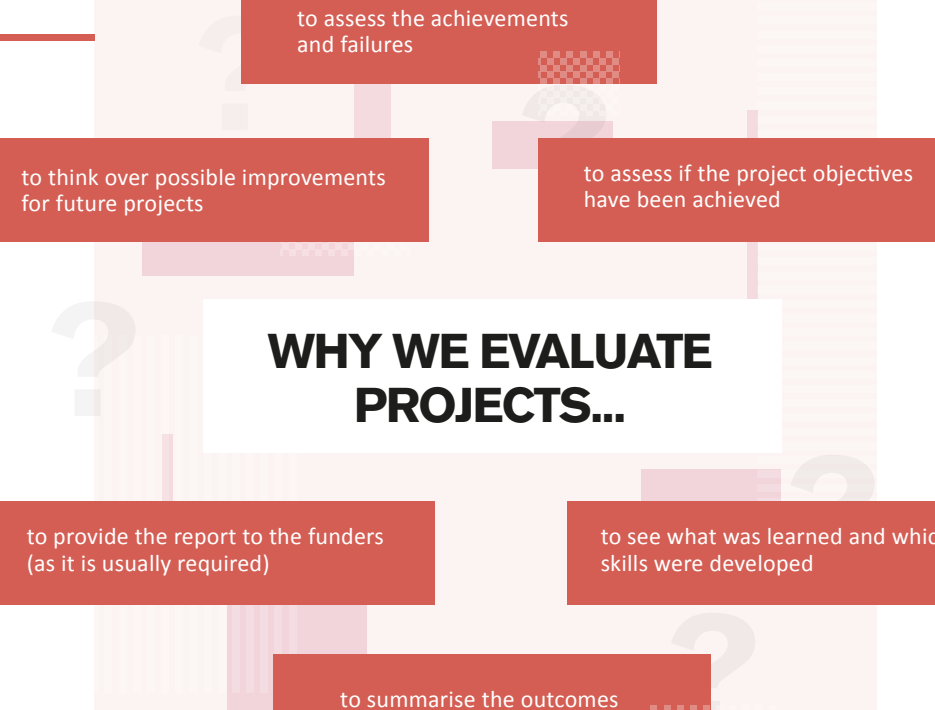 to assess the achievements
and failures
to think over possible improvements
for future projects
to assess if the project objectives
have been achieved
WHY WE EVALUATE
PROJECTS...
to provide the report to the funders
(as it is usually required)
to see what was learned and whic
skills were developed
to summarise the outcomes